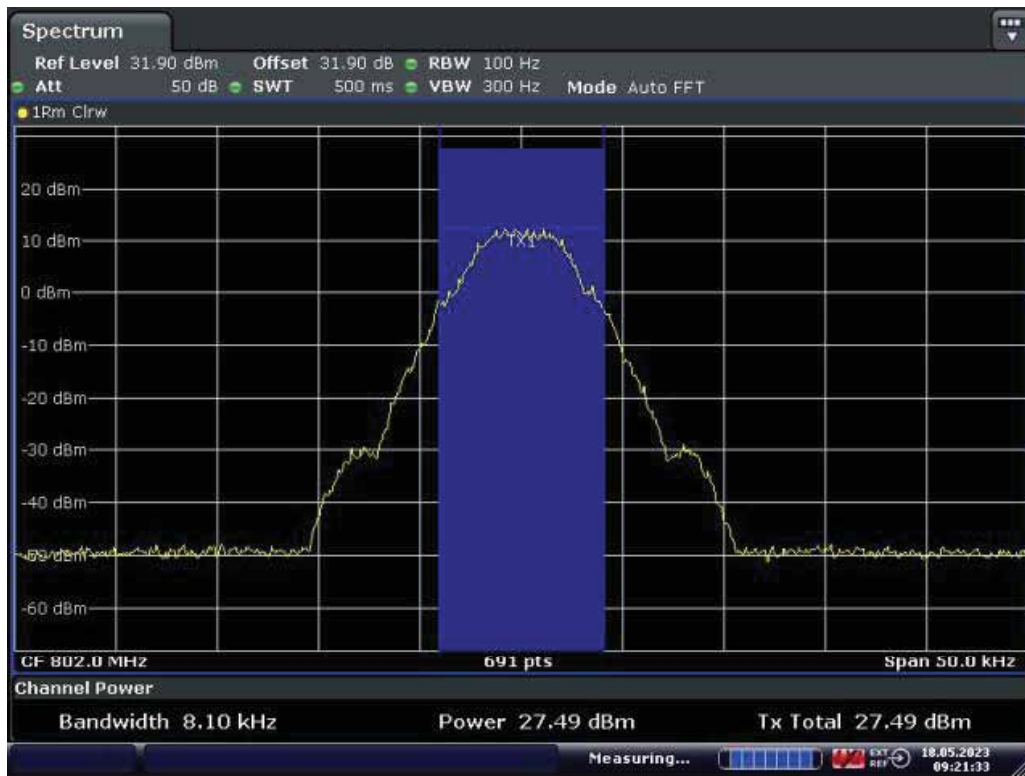 Spectrum
Ref Level 31.90 dBm Offset 31.90 dB RBW 100 Hz
Att 50 dB SWT 500 ms VBW 300 Hz Mode Auto FFT
1Rm Clrw
20 dBm
10 dBm
TX1
0 dBm
-10 dBm
-20 dBm
-30 dBm
-40 dBm
-50 dBm
-60 dBm
CF 802.0 MHz 691 pts Span 50.0 kHz
Channel Power
Bandwidth 8.10 kHz Power 27.49 dBm Tx Total 27.49 dBm
Measuring... EXT REF 18.05.2023
09:21:33